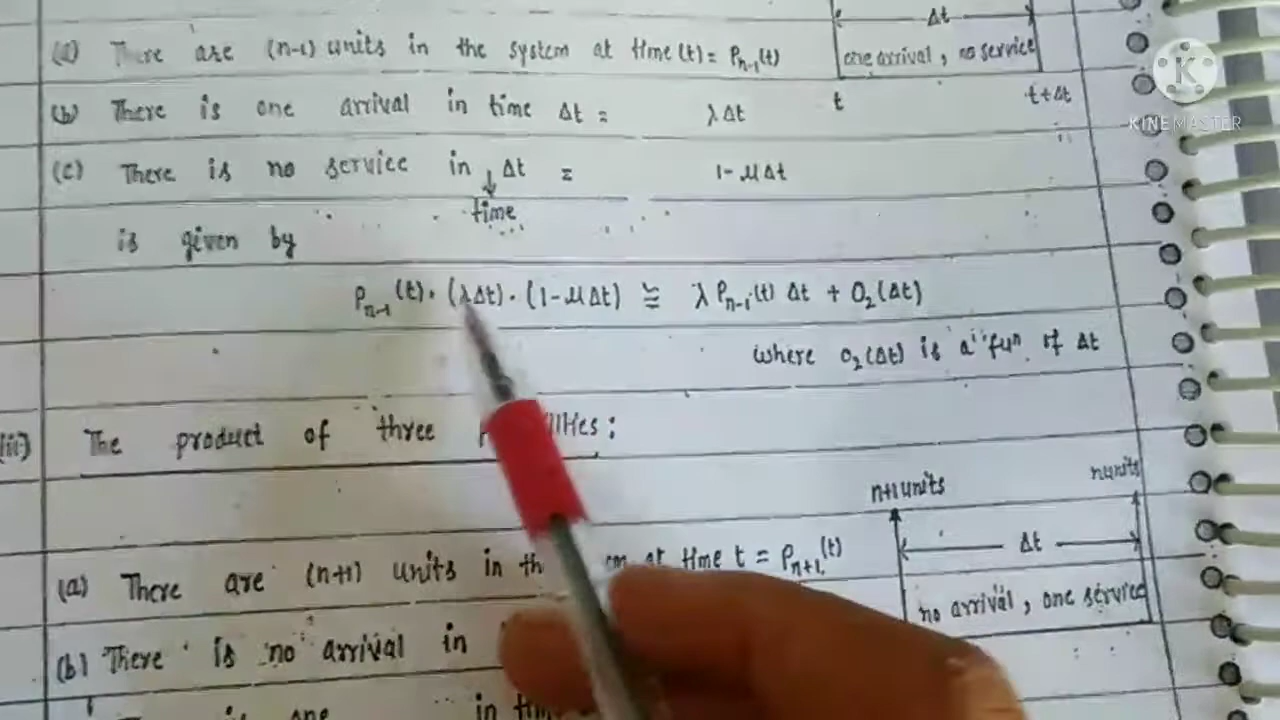 Δt
(a) There are (n-1) units in the system at time (t) = Pn-1(t)
one arrival, no service
t
t+Δt
KINEMASTER
(b) There is one arrival in time Δt = λΔt
(c) There is no service in Δt = 1-μΔt
time
is given by
Pn-1(t) · (λΔt) · (1-μΔt) ≅ λ Pn-1(t) Δt + O2(Δt)
where O2(Δt) is a fun. of Δt
(iii) The product of three
n+1 units
n units
Δt
(a) There are (n+1) units in at time t = Pn+1(t)
no arrival, one service
(b) There is no arrival in
one in